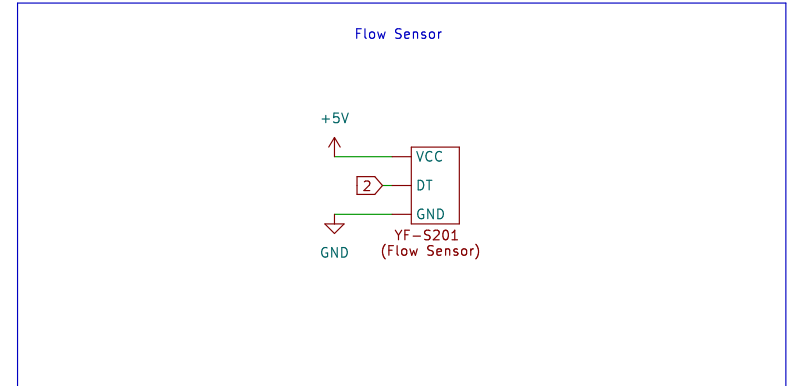 Flow Sensor
+5V
VCC
2
DT
GND
YF-S201
(Flow Sensor)
GND